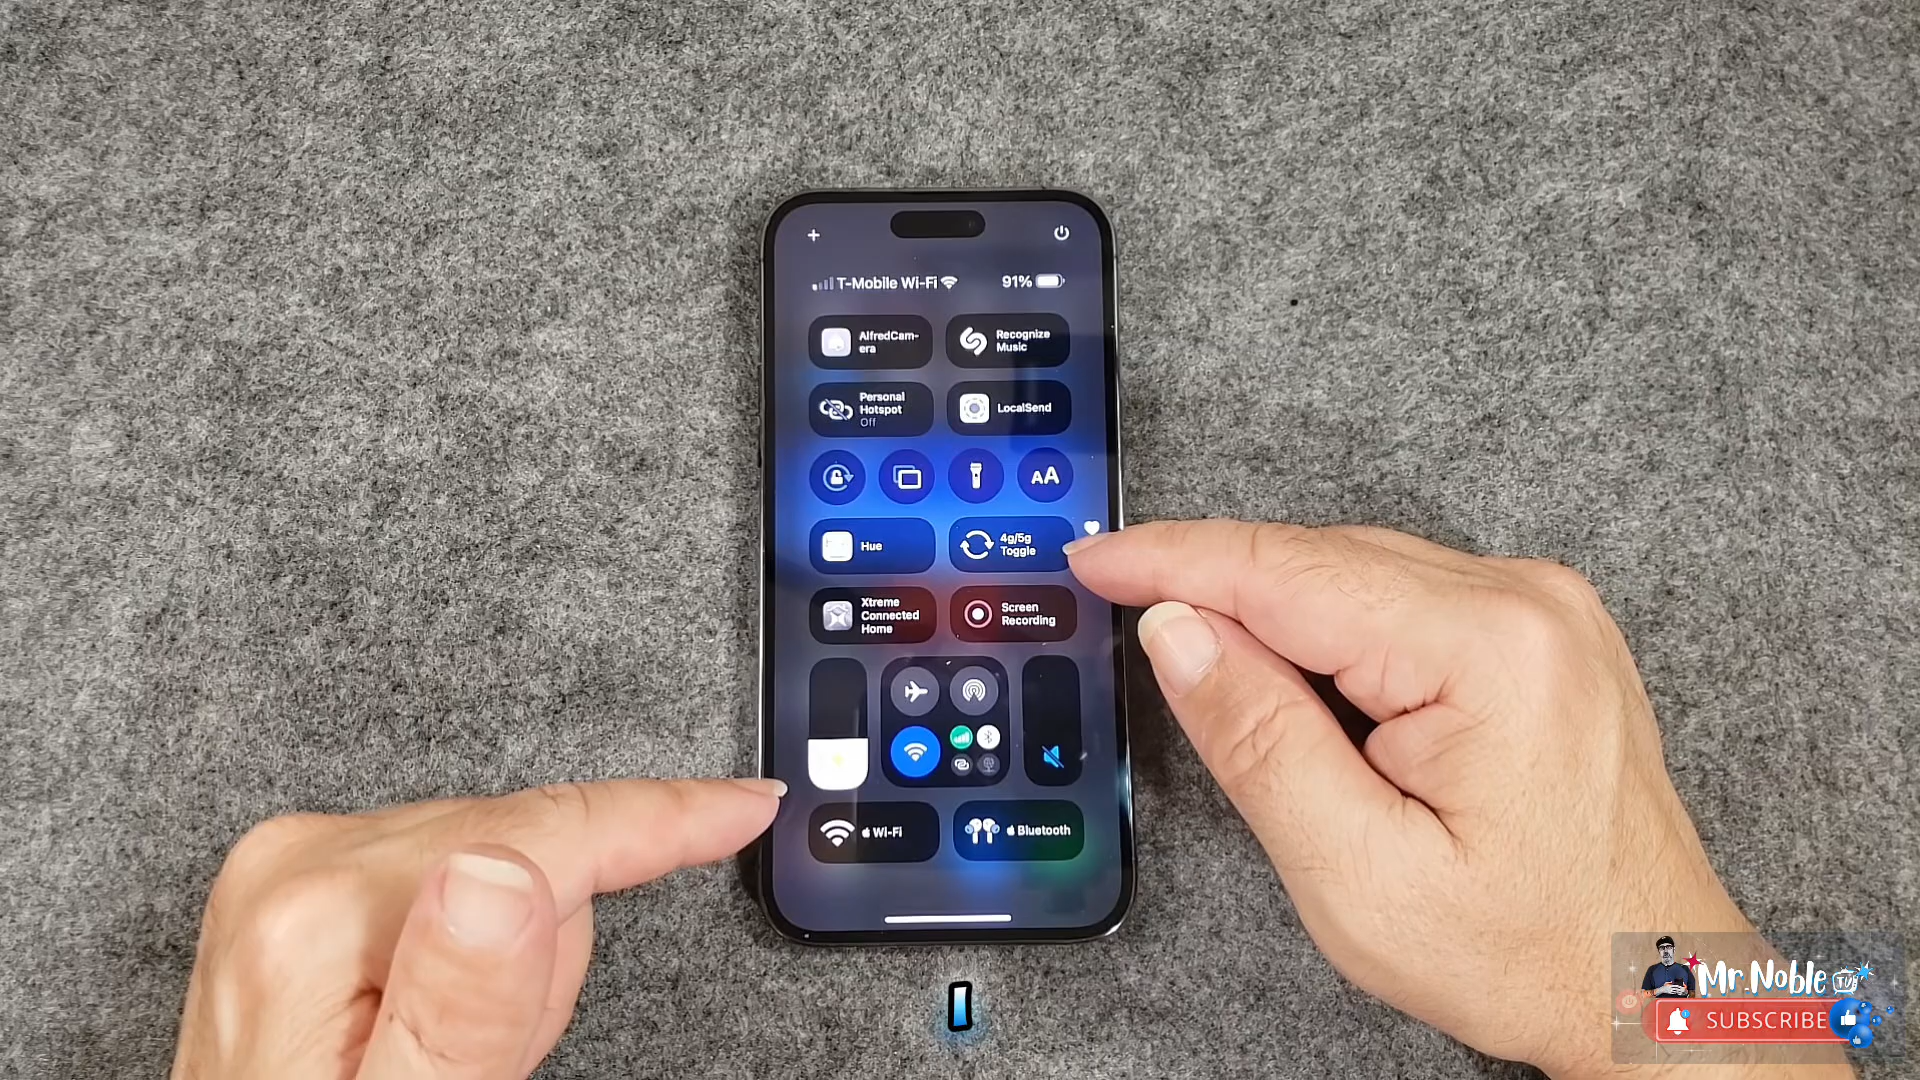 T-Mobile Wi-Fi
91%
AlfredCam-
era
Recognize
Music
Personal
Hotspot
Off
LocalSend
AA
Hue
4g/5g
Toggle
Xtreme
Connected
Home
Screen
Recording
Wi-Fi
Bluetooth
I
Mr.Noble
TUBE
SUBSCRIBE